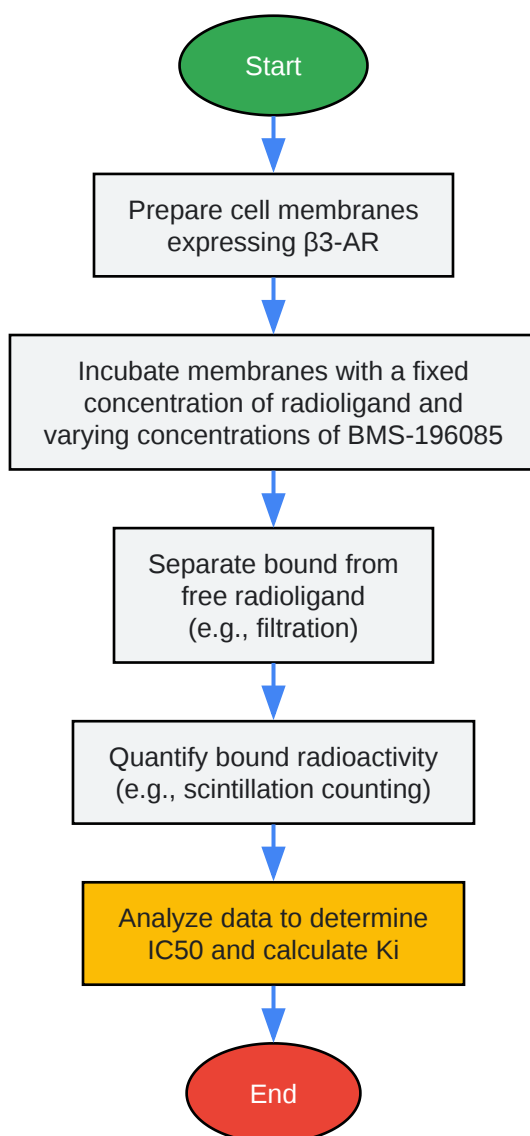 Start
Prepare cell membranes
expressing β3-AR
Incubate membranes with a fixed
concentration of radioligand and
varying concentrations of BMS-196085
Separate bound from
free radioligand
(e.g., filtration)
Quantify bound radioactivity
(e.g., scintillation counting)
Analyze data to determine
IC50 and calculate Ki
End